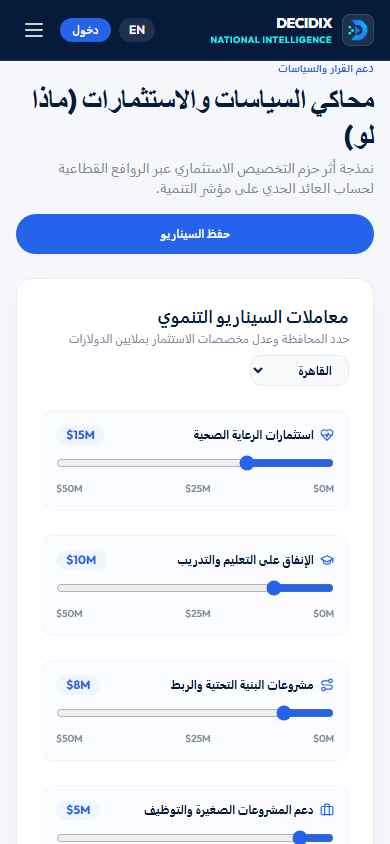 DECIDIX
NATIONAL INTELLIGENCE
EN
دخول
دعم القرار والسياسات
محاكي السياسات والاستثمارات (ماذا
لو)
نمذجة أثر حزم التخصيص الاستثماري عبر الروافع القطاعية
لحساب العائد الحدي على مؤشر التنمية.
حفظ السيناريو
معاملات السيناريو التنموي
حدد المحافظة وعدل مخصصات الاستثمار بملايين الدولارات
القاهرة
استثمارات الرعاية الصحية
$15M
$0M
$25M
$50M
الإنفاق على التعليم والتدريب
$10M
$0M
$25M
$50M
مشروعات البنية التحتية والربط
$8M
$0M
$25M
$50M
دعم المشروعات الصغيرة والتوظيف
$5M